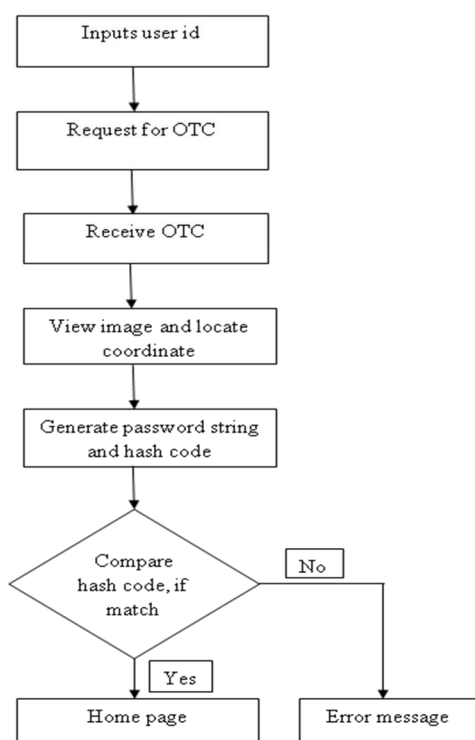 Inputs user id
Request for OTC
Receive OTC
View image and locate
coordinate
Generate password string
and hash code
Compare
hash code, if
match
No
Yes
Home page
Error message